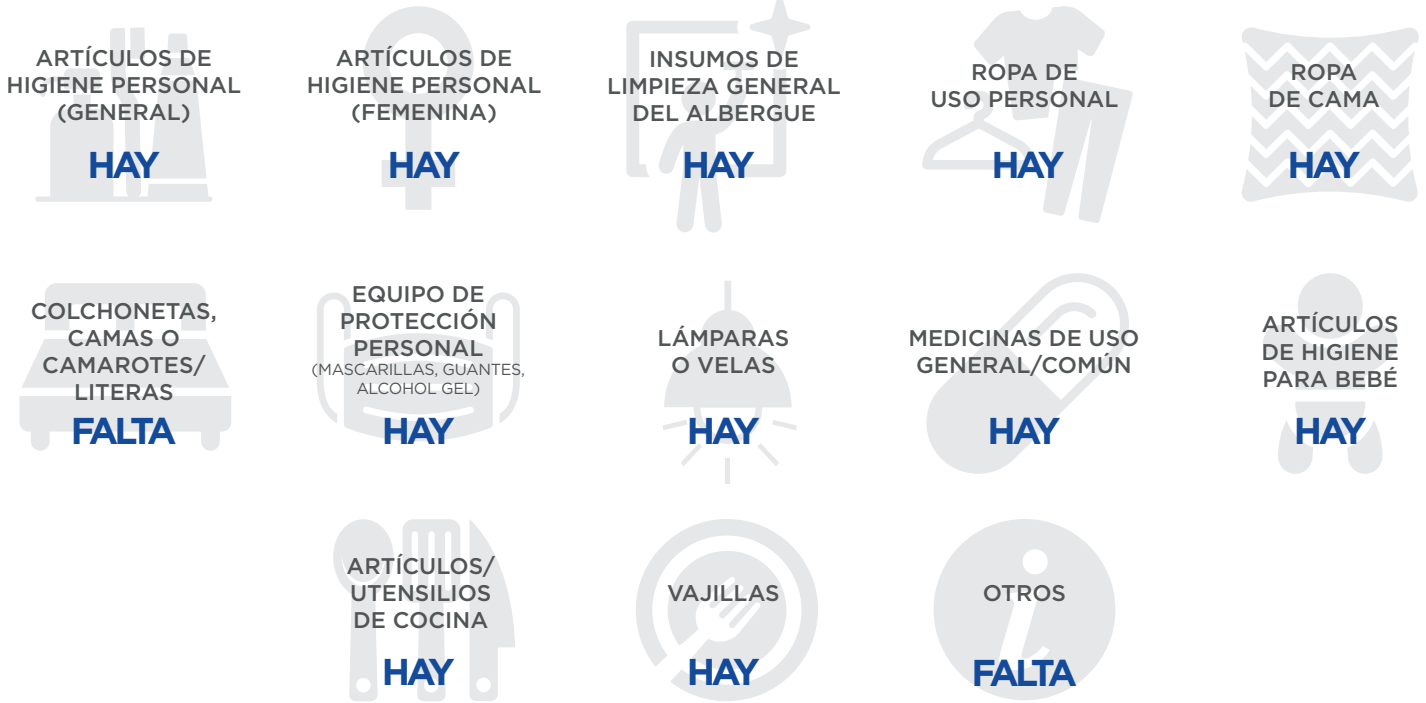 ARTÍCULOS DE
HIGIENE PERSONAL
(GENERAL)
HAY
ARTÍCULOS DE
HIGIENE PERSONAL
(FEMENINA)
HAY
INSUMOS DE
LIMPIEZA GENERAL
DEL ALBERGUE
HAY
ROPA DE
USO PERSONAL
HAY
ROPA
DE CAMA
HAY
COLCHONETAS,
CAMAS O
CAMAROTES/
LITERAS
FALTA
EQUIPO DE
PROTECCIÓN
PERSONAL
(MASCARILLAS, GUANTES,
ALCOHOL GEL)
HAY
LÁMPARAS
O VELAS
HAY
MEDICINAS DE USO
GENERAL/COMÚN
HAY
ARTÍCULOS
DE HIGIENE
PARA BEBÉ
HAY
ARTÍCULOS/
UTENSILIOS
DE COCINA
HAY
VAJILLAS
HAY
OTROS
FALTA